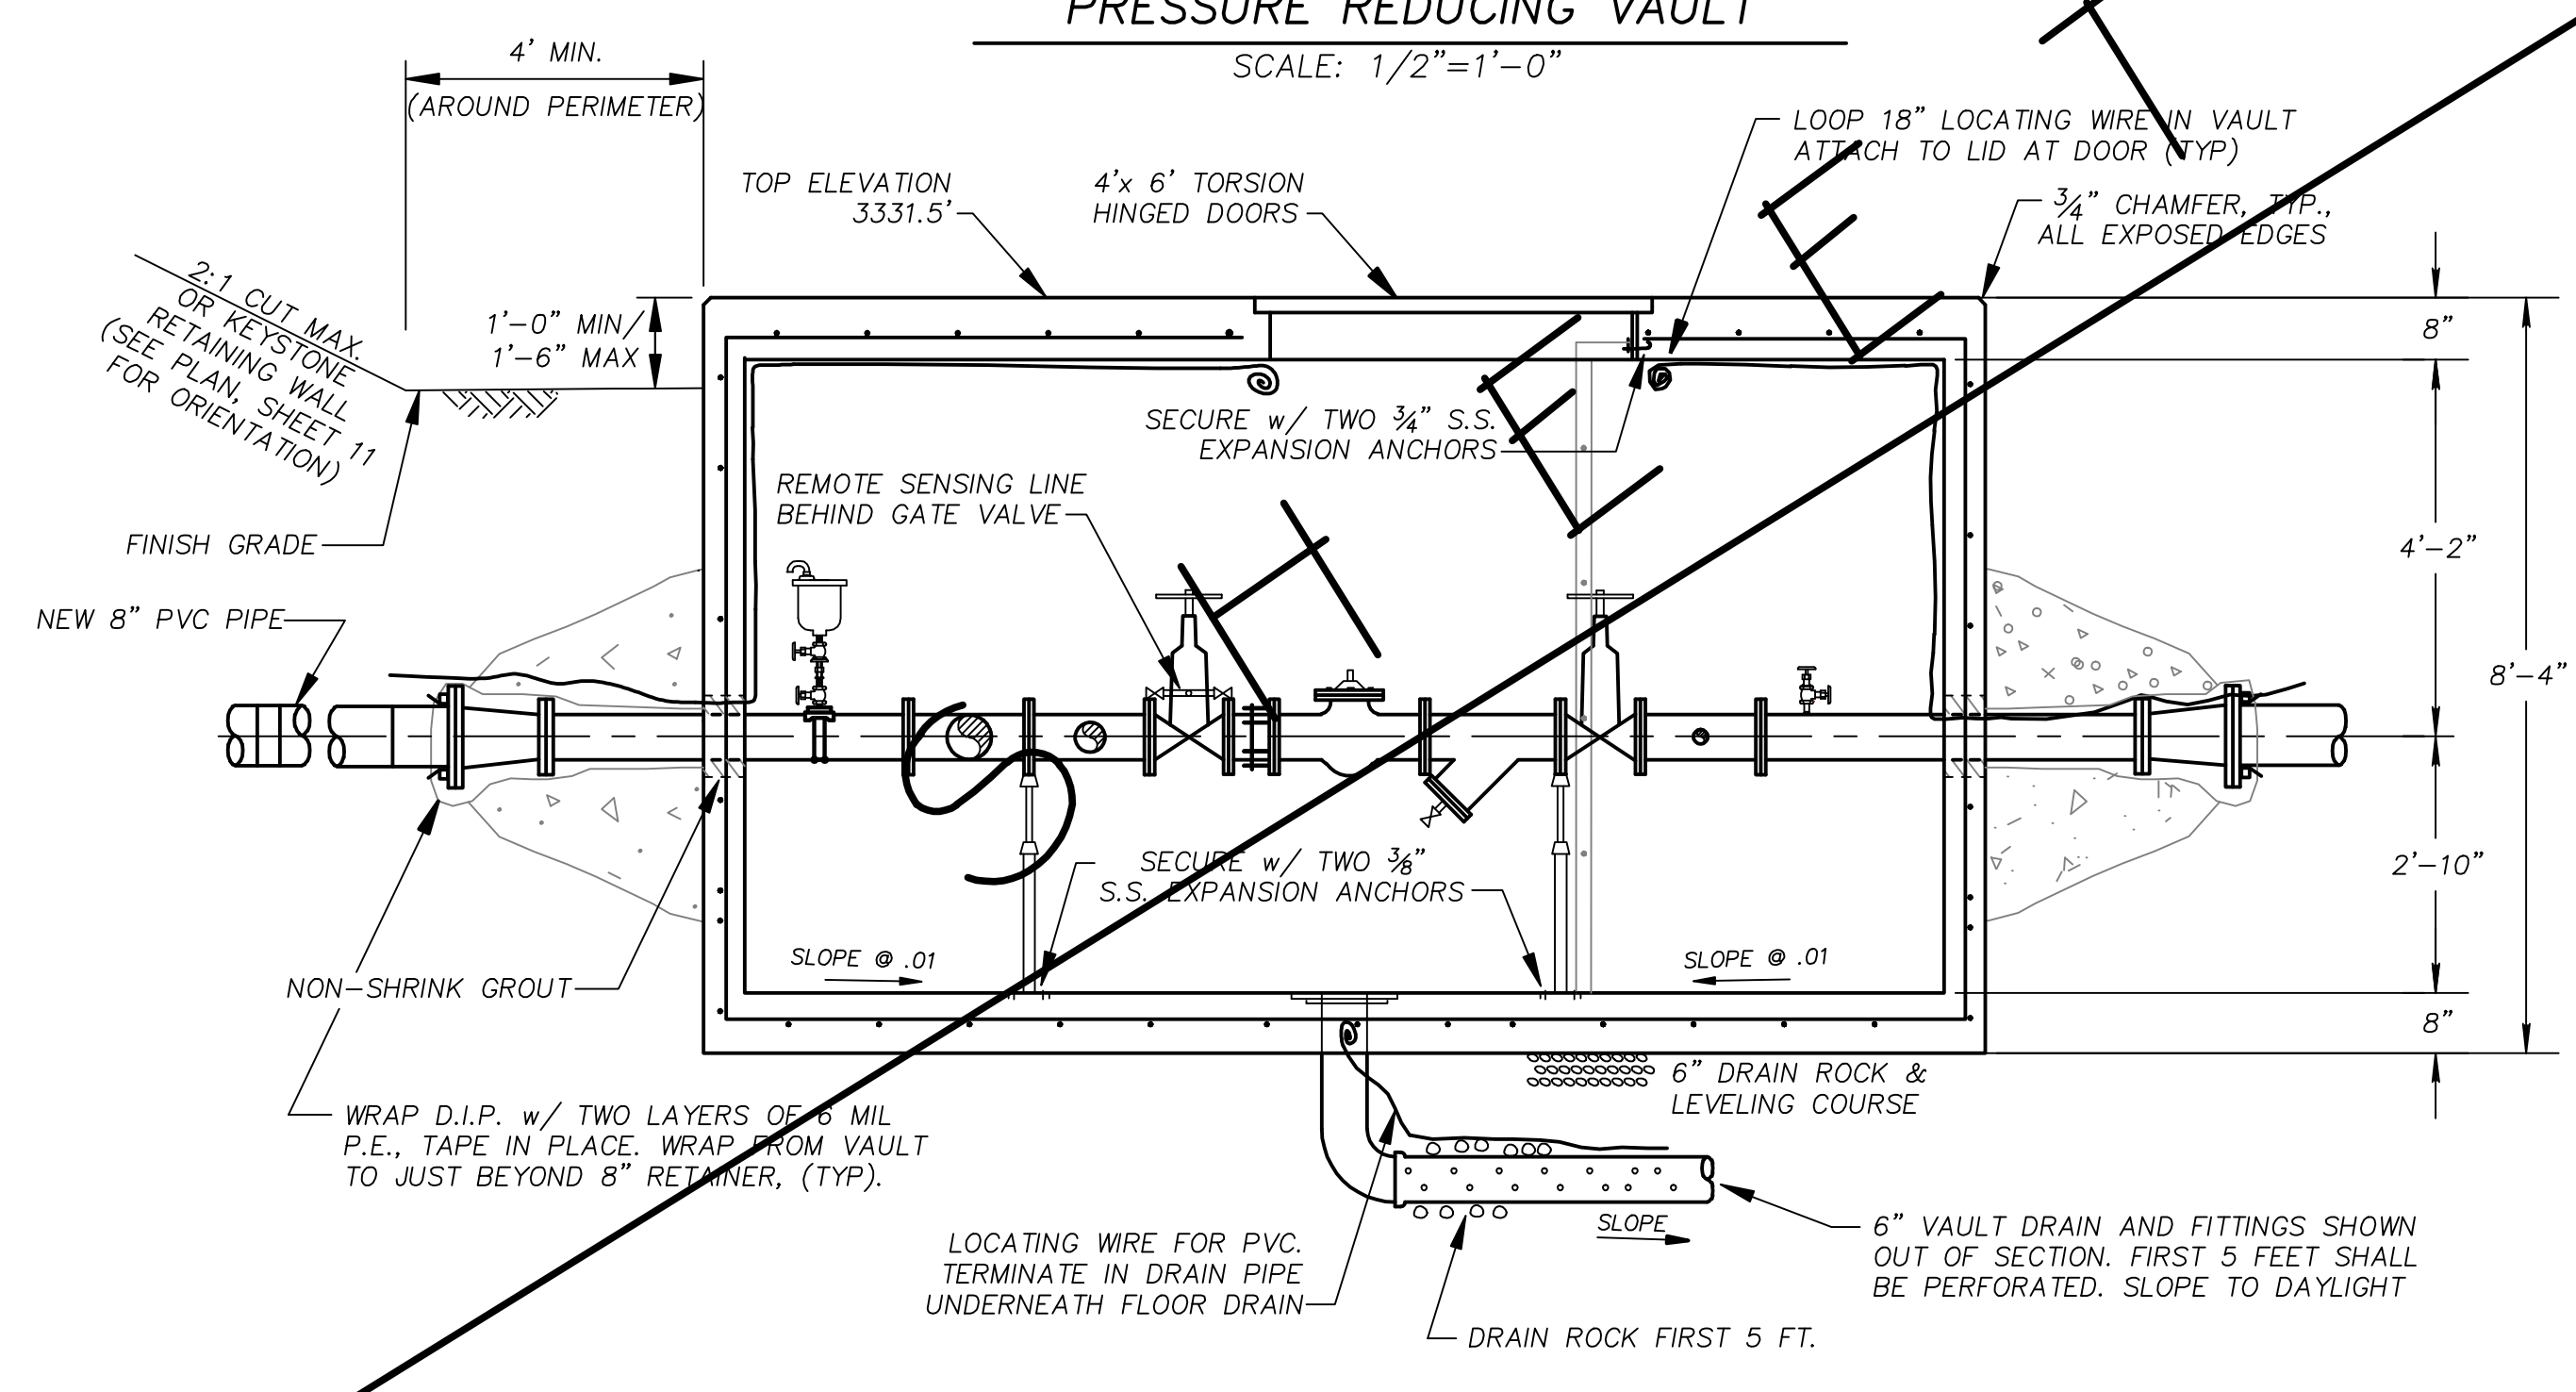 PRESSURE REDUCING VAULT
SCALE: 1/2"=1'-0"
4' MIN.
(AROUND PERIMETER)
LOOP 18" LOCATING WIRE IN VAULT
ATTACH TO LID AT DOOR (TYP)
TOP ELEVATION
3331.5'
4'x 6' TORSION
HINGED DOORS
3/4" CHAMFER, TYP.,
ALL EXPOSED EDGES
2:1 CUT MAX.
OR KEYSTONE
RETAINING WALL
(SEE PLAN, SHEET 11
FOR ORIENTATION)
1'-0" MIN/
1'-6" MAX
8"
SECURE w/ TWO 3/4" S.S.
EXPANSION ANCHORS
REMOTE SENSING LINE
BEHIND GATE VALVE
FINISH GRADE
4'-2"
NEW 8" PVC PIPE
8'-4"
SECURE w/ TWO 3/8"
S.S. EXPANSION ANCHORS
2'-10"
SLOPE @ .01
SLOPE @ .01
NON-SHRINK GROUT
8"
6" DRAIN ROCK &
LEVELING COURSE
WRAP D.I.P. w/ TWO LAYERS OF 6 MIL
P.E., TAPE IN PLACE. WRAP FROM VAULT
TO JUST BEYOND 8" RETAINER, (TYP).
SLOPE
LOCATING WIRE FOR PVC.
TERMINATE IN DRAIN PIPE
UNDERNEATH FLOOR DRAIN
6" VAULT DRAIN AND FITTINGS SHOWN
OUT OF SECTION. FIRST 5 FEET SHALL
BE PERFORATED. SLOPE TO DAYLIGHT
DRAIN ROCK FIRST 5 FT.